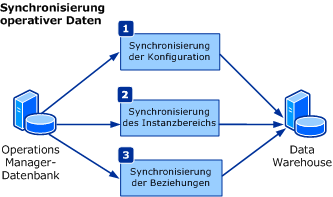 Synchronisierung
operativer Daten
1
Synchronisierung
der Konfiguration
2
Synchronisierung
des Instanzbereichs
3
Synchronisierung
der Beziehungen
Operations
Manager-
Datenbank
Data
Warehouse